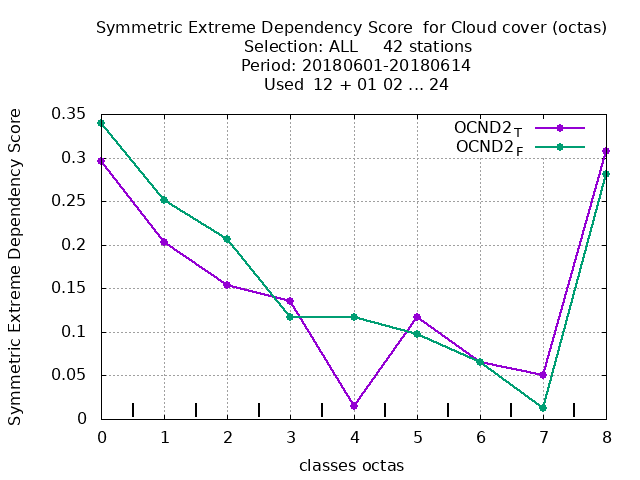 Symmetric Extreme Dependency Score  for Cloud cover (octas)
Selection: ALL     42 stations
Period: 20180601-20180614
Used  12 + 01 02 ... 24
Symmetric Extreme Dependency Score
0.35
0.3
0.25
0.2
0.15
0.1
0.05
0
OCND2T
OCND2F
0 1 2 3 4 5 6 7 8
classes octas